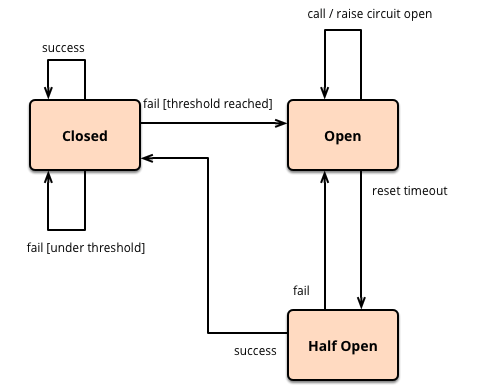 call / raise circuit open
success
fail [threshold reached]
Closed
Open
reset timeout
fail [under threshold]
fail
success
Half Open